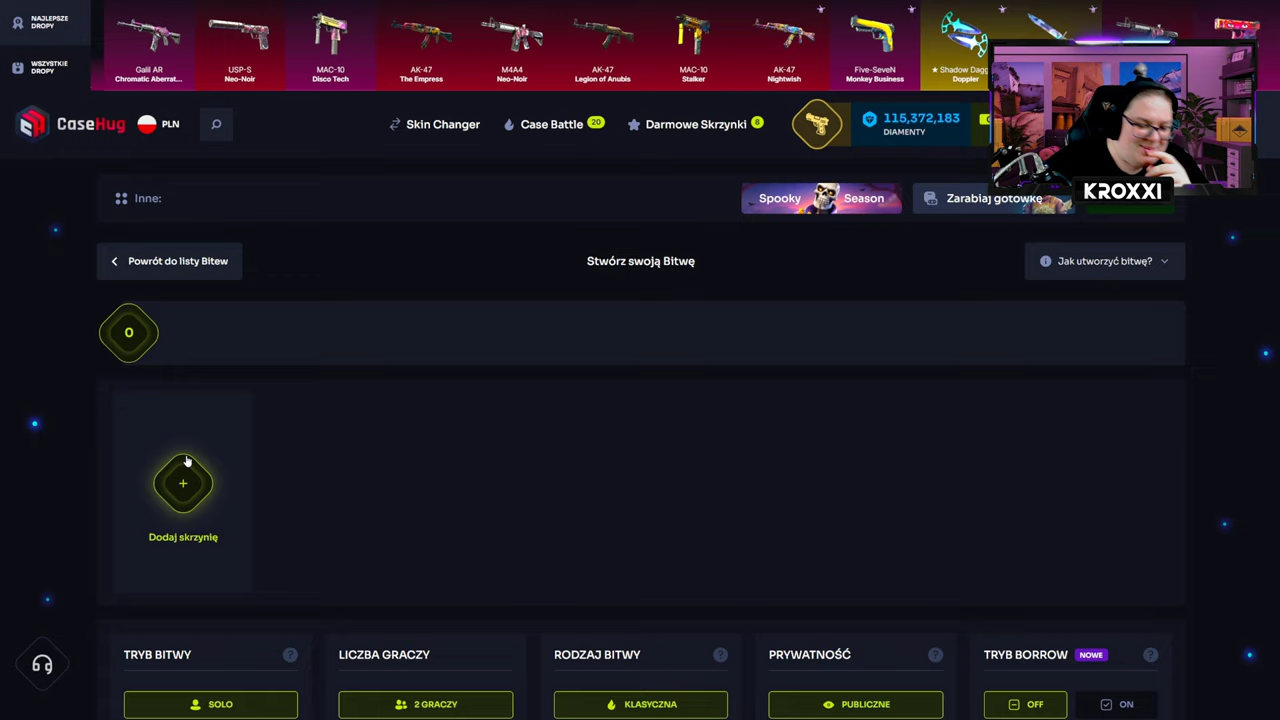 NAJLEPSZE
DROPY
WSZYSTKIE
DROPY
Galil AR
Chromatic Aberrat...
USP-S
Neo-Noir
MAC-10
Disco Tech
AK-47
The Empress
M4A4
Neo-Noir
AK-47
Legion of Anubis
MAC-10
Stalker
AK-47
Nightwish
Five-SeveN
Monkey Business
★ Shadow Dagg
Doppler
CaseHug
PLN
Skin Changer
Case Battle 20
Darmowe Skrzynki 8
115,372,183
DIAMENTY
KROXXI
Inne:
Spooky Season
Zarabiaj gotówkę
Powrót do listy Bitew
Stwórz swoją Bitwę
Jak utworzyć bitwę?
0
+
Dodaj skrzynię
TRYB BITWY ?
LICZBA GRACZY
RODZAJ BITWY ?
PRYWATNOŚĆ ?
TRYB BORROW NOWE ?
SOLO
2 GRACZY
KLASYCZNA
PUBLICZNE
OFF
ON